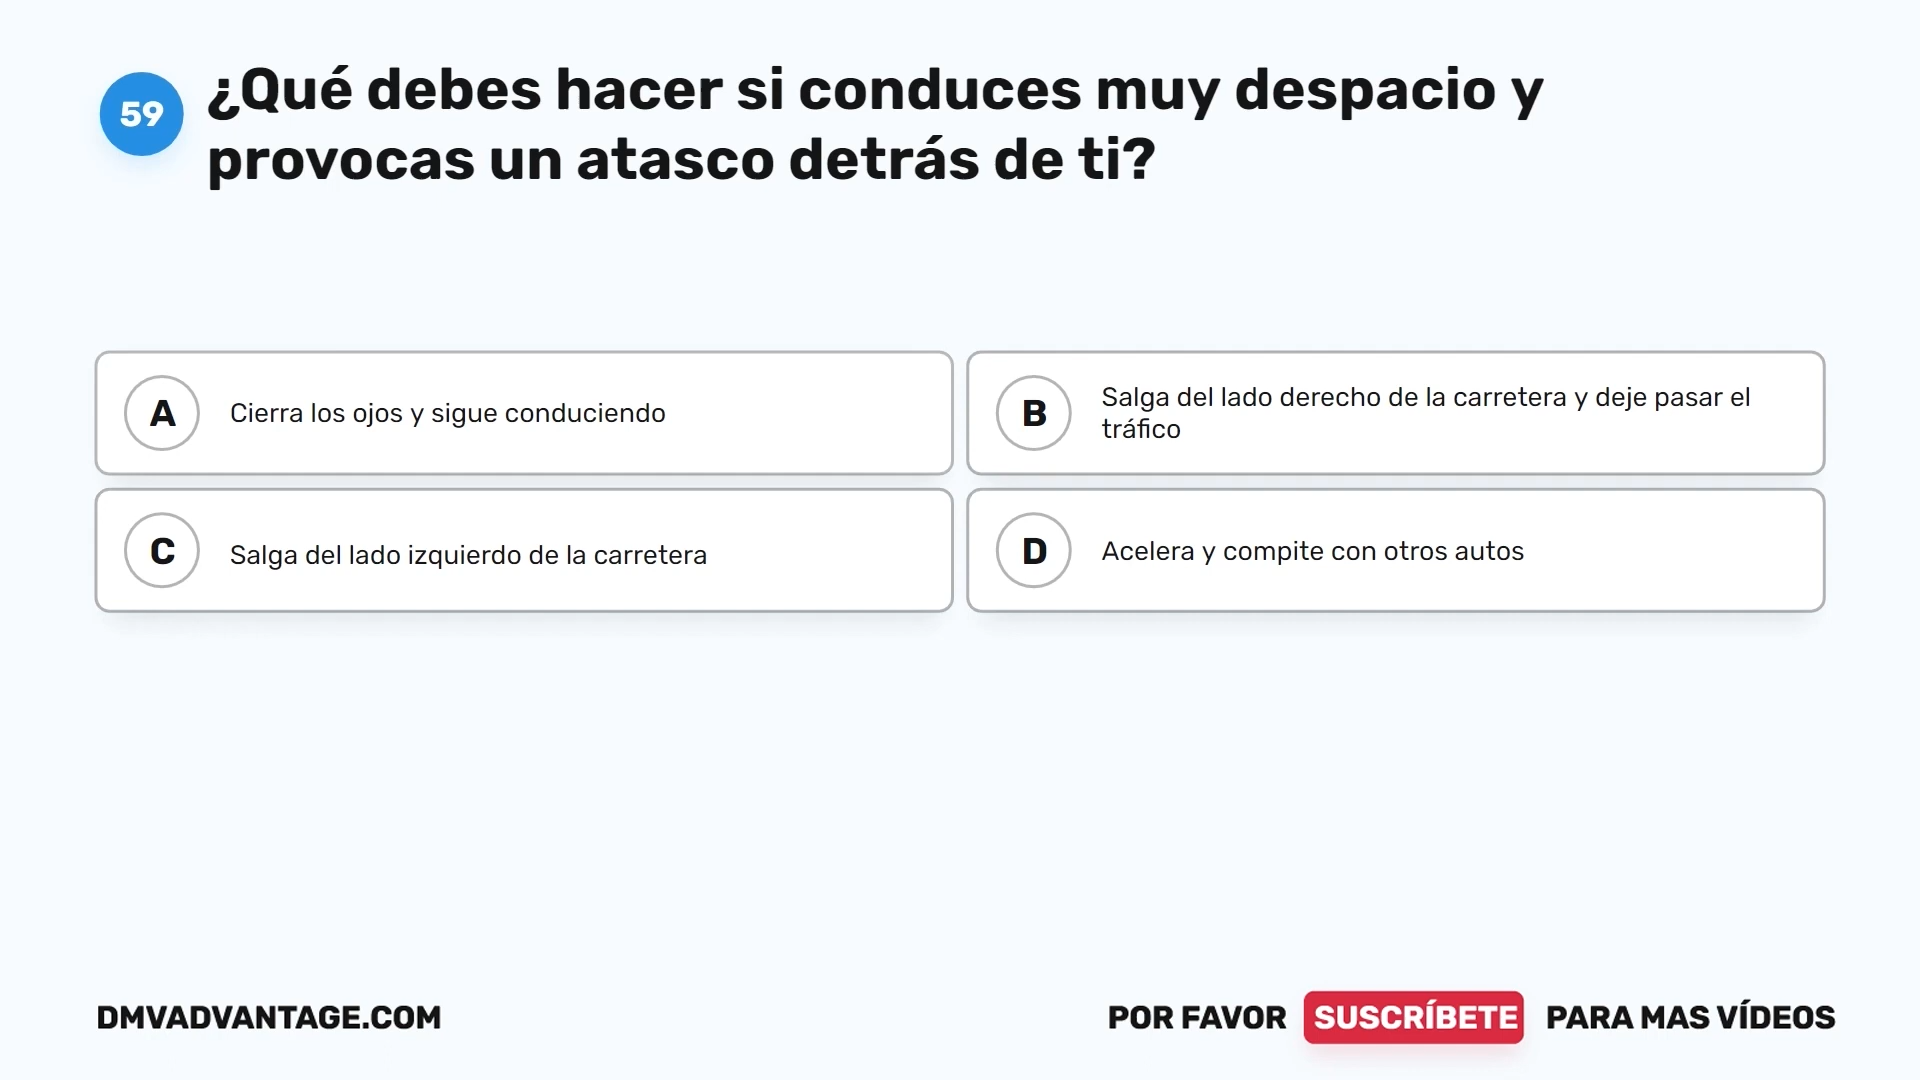 59
¿Qué debes hacer si conduces muy despacio y
provocas un atasco detrás de ti?
A
Cierra los ojos y sigue conduciendo
B
Salga del lado derecho de la carretera y deje pasar el
tráfico
C
Salga del lado izquierdo de la carretera
D
Acelera y compite con otros autos
DMVADVANTAGE.COM
POR FAVOR SUSCRÍBETE PARA MAS VÍDEOS